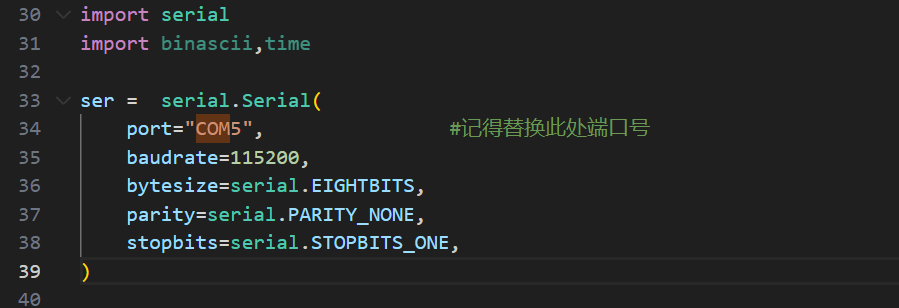 30 import serial
31 import binascii,time
32
33 ser =  serial.Serial(
34     port="COM5",                #记得替换此处端口号
35     baudrate=115200,
36     bytesize=serial.EIGHTBITS,
37     parity=serial.PARITY_NONE,
38     stopbits=serial.STOPBITS_ONE,
39 )
40